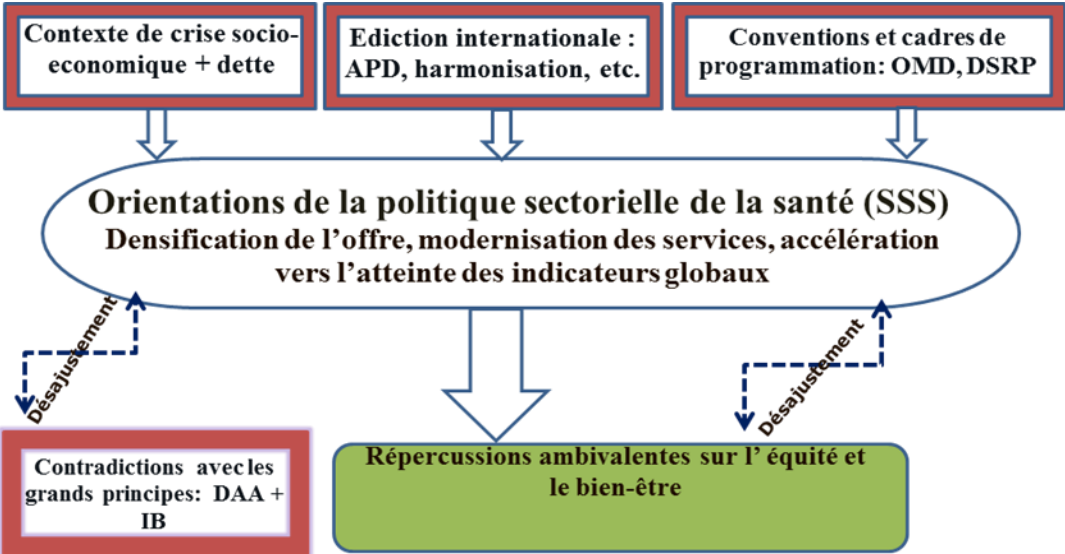 Contexte de crise socio-
economique + dette
Ediction internationale :
APD, harmonisation, etc.
Conventions et cadres de
programmation: OMD, DSRP
Orientations de la politique sectorielle de la santé (SSS)
Densification de l'offre, modernisation des services, accélération
vers l'atteinte des indicateurs globaux
Désajustement
Désajustement
Contradictions avec les
grands principes: DAA +
IB
Répercussions ambivalentes sur l' équité et
le bien-être